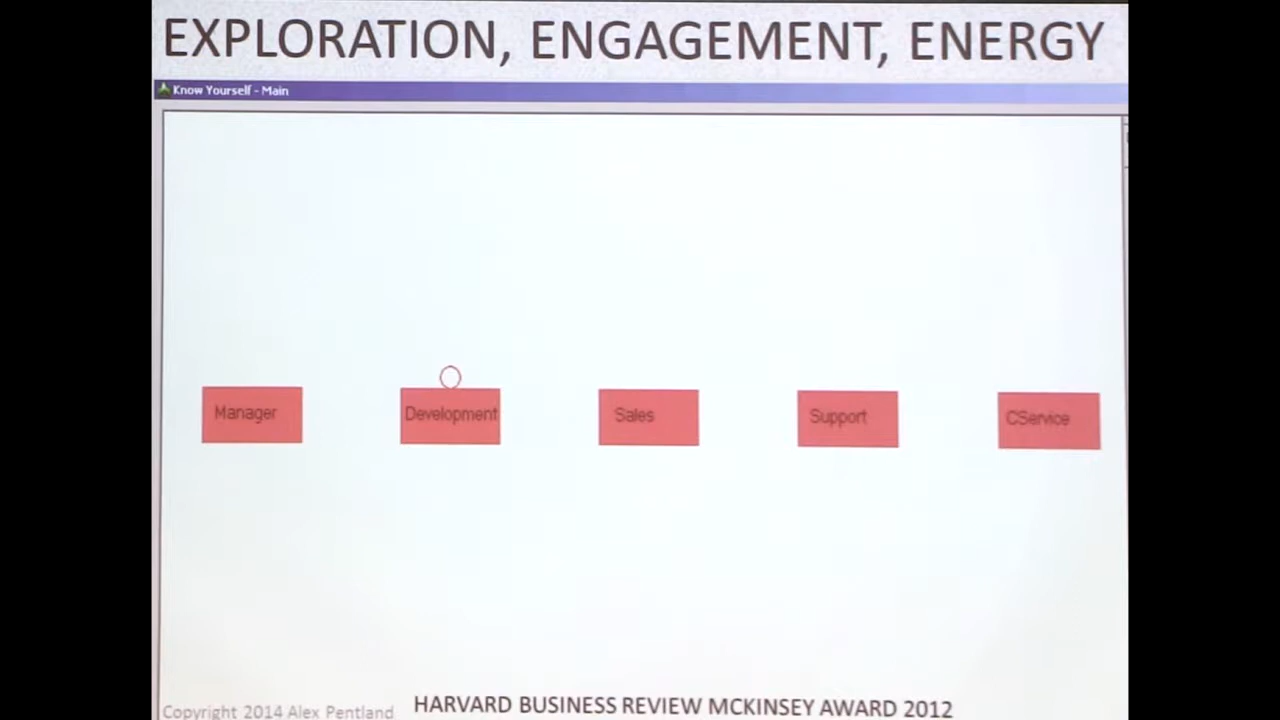 EXPLORATION, ENGAGEMENT, ENERGY
Know Yourself - Main
Manager
Development
Sales
Support
CService
HARVARD BUSINESS REVIEW MCKINSEY AWARD 2012
Copyright 2014 Alex Pentland